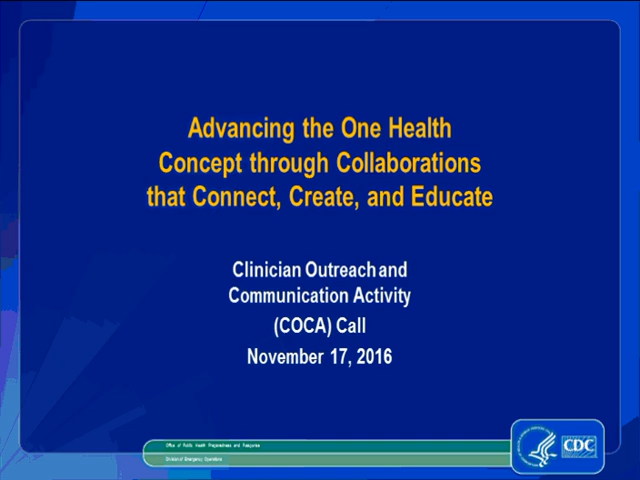 Advancing the One Health
Concept through Collaborations
that Connect, Create, and Educate
Clinician Outreach and
Communication Activity
(COCA) Call
November 17, 2016
Office of Public Health Preparedness and Response
Division of Emergency Operations
CDC